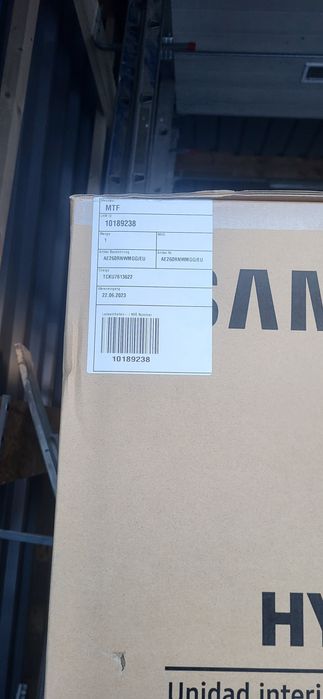 MTF
10189238
1
AE260RNWMGG/EU AE260RNWMGG/EU
TCKU7613622
22.06.2023
10189238
SAM
HY
Unidad interi